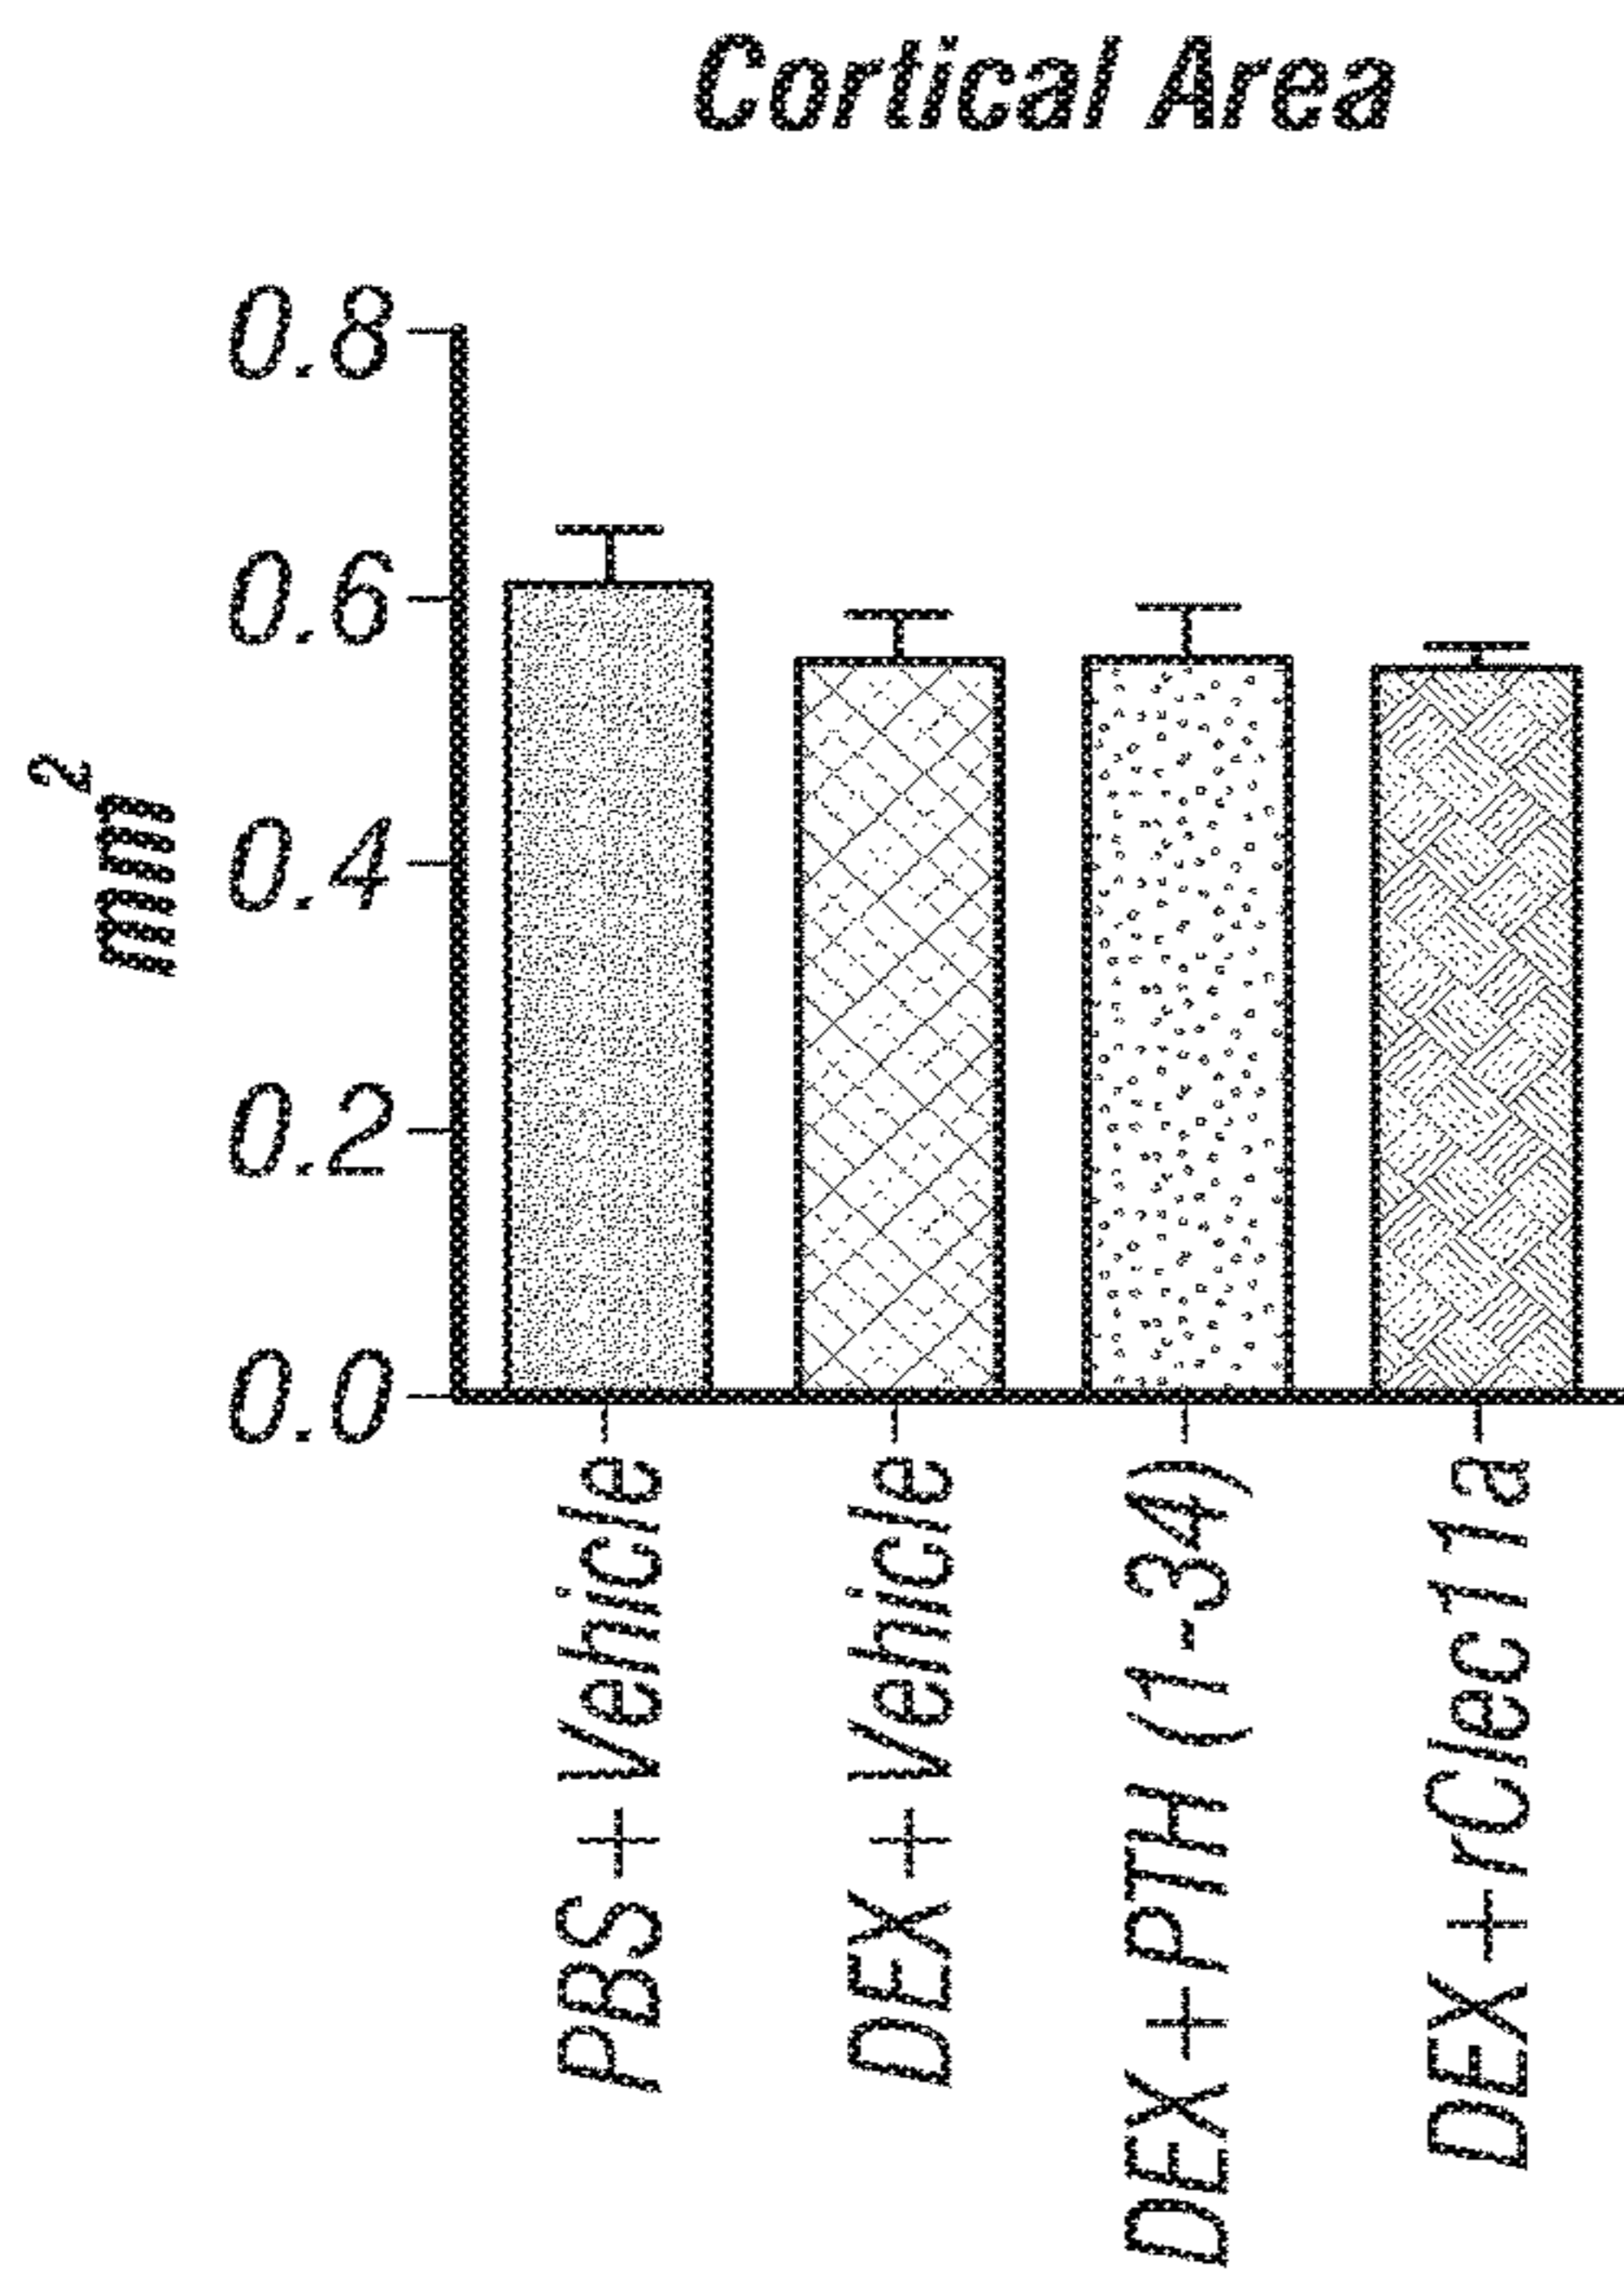 Cortical Area
mm²
0.8
0.6
0.4
0.2
0.0
PBS + Vehicle
DEX + Vehicle
DEX + PTH (1-34)
DEX + rClec11a